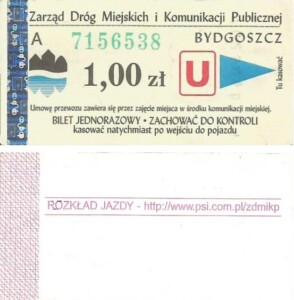 Zarząd Dróg Miejskich i Komunikacji Publicznej
A 7156538 BYDGOSZCZ
1,00 zł U
Tu kasować
Umowę przewozu zawiera się przez zajęcie miejsca w środku komunikacji miejskiej.
BILET JEDNORAZOWY • ZACHOWAĆ DO KONTROLI
kasować natychmiast po wejściu do pojazdu
ROZKŁAD JAZDY - http://www.psi.com.pl/zdmikp